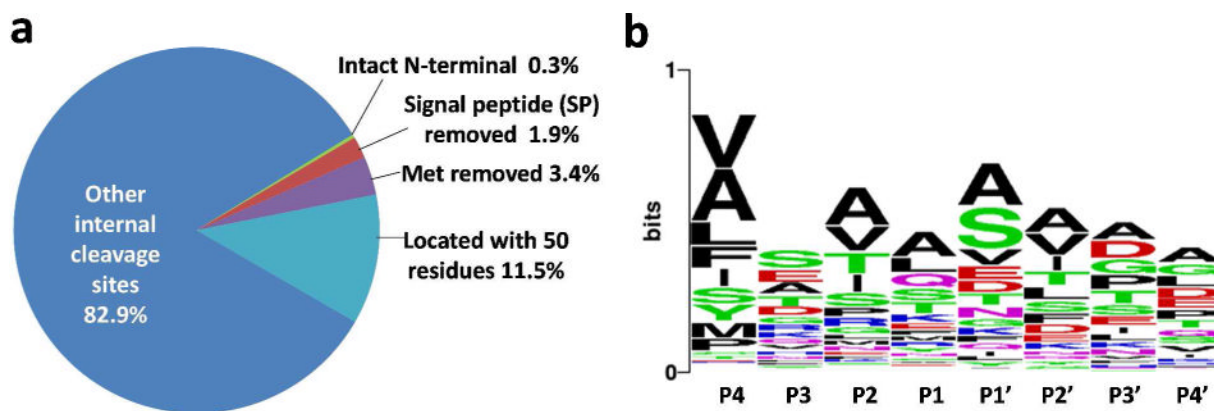 a
Intact N-terminal 0.3%
Signal peptide (SP)
removed 1.9%
Met removed 3.4%
Located with 50
residues 11.5%
Other
internal
cleavage
sites
82.9%
b
1
bits
0
V A L F I S Y M P
S E A T D
A V T I S
A L Q S T
A S V E D T N
A V I T L S
A D G P T S
A G L D
P4 P3 P2 P1 P1’ P2’ P3’ P4’